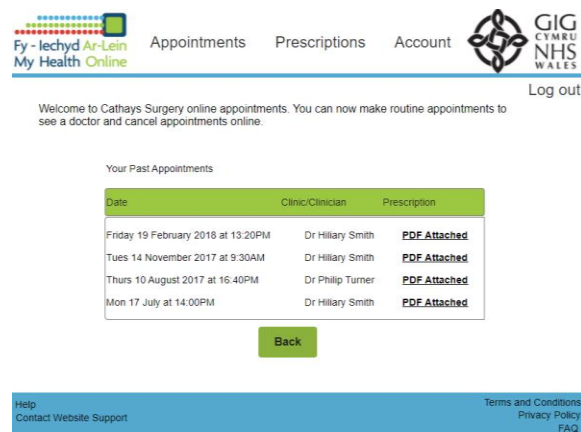 Fy - Iechyd Ar-Lein
My Health Online
Appointments Prescriptions Account
GIG
CYMRU
NHS
WALES
Log out
Welcome to Cathays Surgery online appointments. You can now make routine appointments to
see a doctor and cancel appointments online.
Your Past Appointments
Date Clinic/Clinician Prescription
Friday 19 February 2018 at 13:20PM Dr Hiliary Smith PDF Attached
Tues 14 November 2017 at 9:30AM Dr Hiliary Smith PDF Attached
Thurs 10 August 2017 at 16:40PM Dr Philip Turner PDF Attached
Mon 17 July at 14:00PM Dr Hiliary Smith PDF Attached
Back
Help
Contact Website Support
Terms and Conditions
Privacy Policy
FAQ